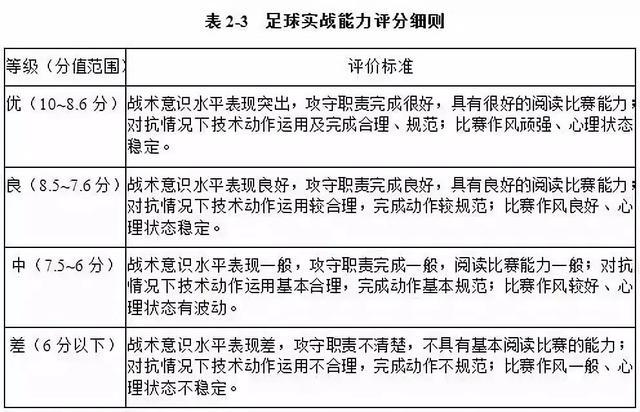 表 2-3 足球实战能力评分细则
等级（分值范围）
评价标准
优（10~8.6 分）
战术意识水平表现突出，攻守职责完成很好，具有很好的阅读比赛能力；
对抗情况下技术动作运用及完成合理、规范；比赛作风顽强、心理状态
稳定。
良（8.5~7.6 分）
战术意识水平表现良好，攻守职责完成良好，具有良好的阅读比赛能力；
对抗情况下技术动作运用较合理，完成动作较规范；比赛作风良好、心
理状态稳定。
中（7.5~6 分）
战术意识水平表现一般，攻守职责完成一般，阅读比赛能力一般；对抗
情况下技术动作运用基本合理，完成动作基本规范；比赛作风较好、心
理状态有波动。
差（6 分以下）
战术意识水平表现差，攻守职责不清楚，不具有基本阅读比赛的能力；
对抗情况下技术动作运用不合理，完成动作不规范；比赛作风一般、心
理状态不稳定。